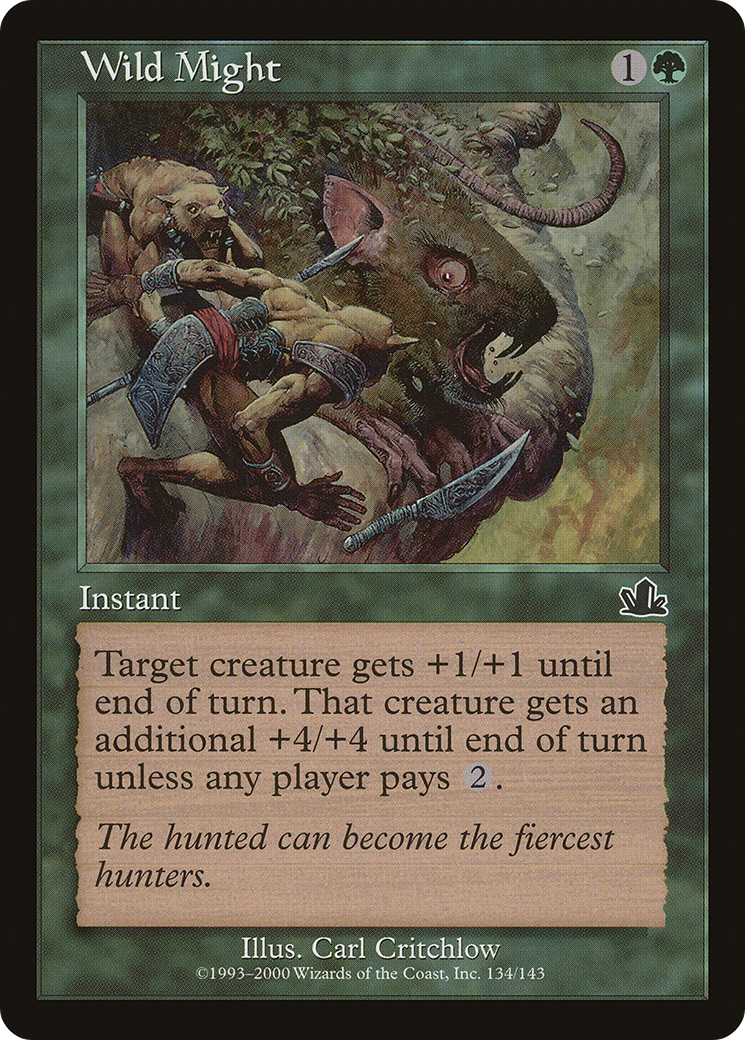 Wild Might
1
Instant
Target creature gets +1/+1 until
end of turn. That creature gets an
additional +4/+4 until end of turn
unless any player pays 2.
The hunted can become the fiercest
hunters.
Illus. Carl Critchlow
©1993–2000 Wizards of the Coast, Inc. 134/143